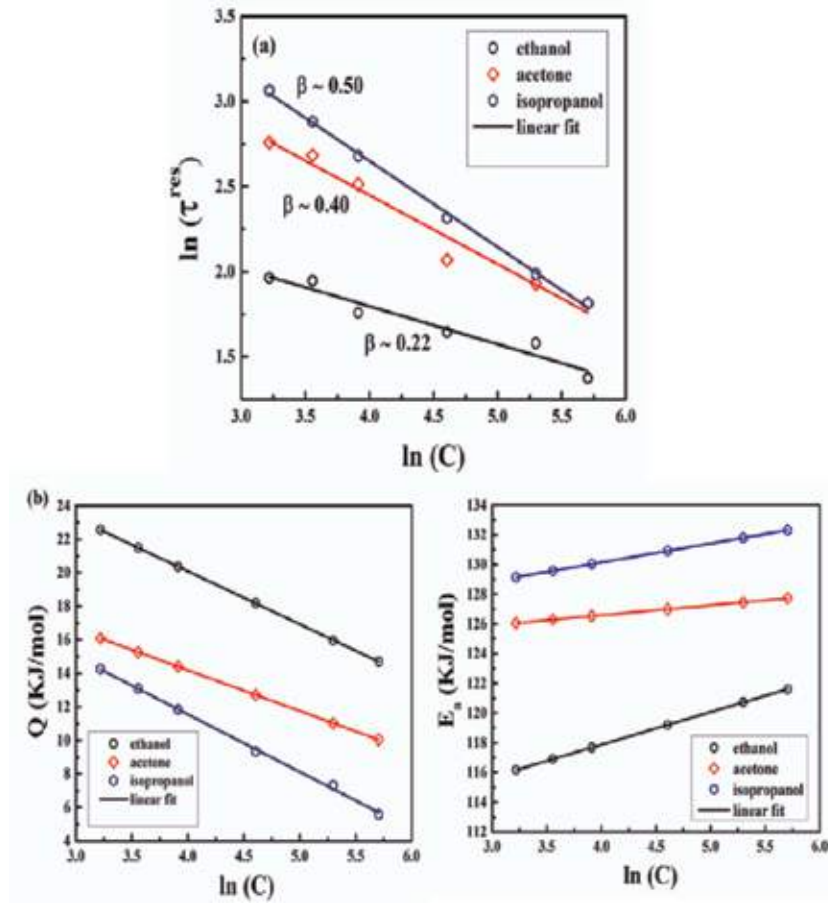 (a)
3.5
3.0
2.5
2.0
1.5
ln (τ^res)
β ~ 0.50
β ~ 0.40
β ~ 0.22
ethanol
acetone
isopropanol
linear fit
3.0 3.5 4.0 4.5 5.0 5.5 6.0
ln (C)
(b)
24
22
20
18
16
14
12
10
8
6
4
Q (KJ/mol)
ethanol
acetone
isopropanol
linear fit
3.0 3.5 4.0 4.5 5.0 5.5 6.0
ln (C)
134
132
130
128
126
124
122
120
118
116
114
112
E_a (KJ/mol)
ethanol
acetone
isopropanol
linear fit
3.0 3.5 4.0 4.5 5.0 5.5 6.0
ln (C)